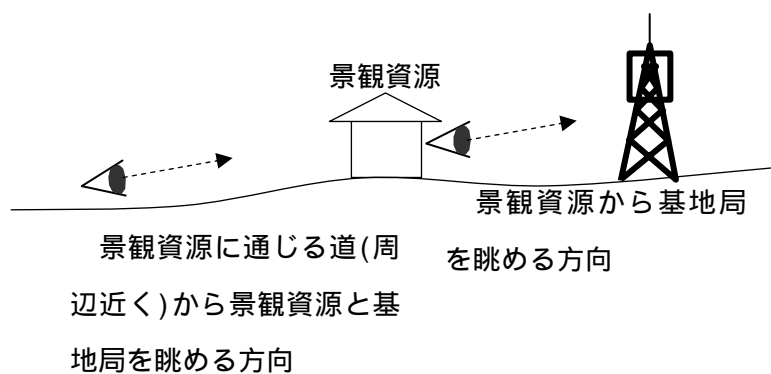 景観資源
景観資源から基地局
を眺める方向
景観資源に通じる道(周
辺近く)から景観資源と基
地局を眺める方向